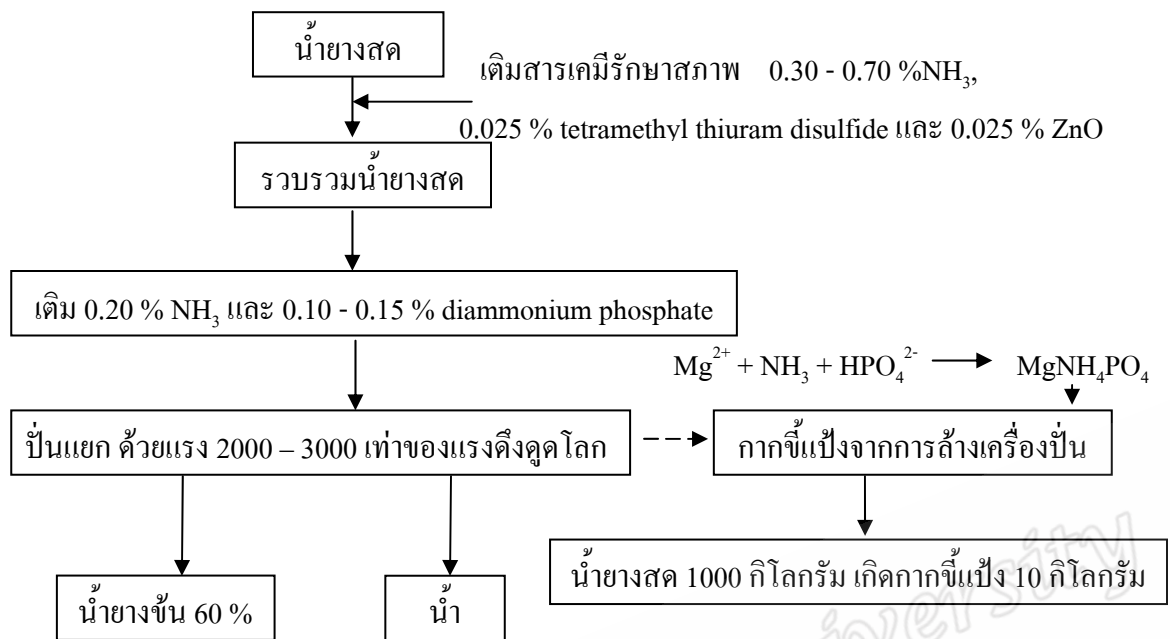 น้ำยางสด
เติมสารเคมีรักษาสภาพ 0.30 - 0.70 %NH₃,
0.025 % tetramethyl thiuram disulfide และ 0.025 % ZnO
รวบรวมน้ำยางสด
เติม 0.20 % NH₃ และ 0.10 - 0.15 % diammonium phosphate
Mg²⁺ + NH₃ + HPO₄²⁻ → MgNH₄PO₄
ปั่นแยก ด้วยแรง 2000 – 3000 เท่าของแรงดึงดูดโลก
กากขี้แป้งจากการล้างเครื่องปั่น
น้ำยางสด 1000 กิโลกรัม เกิดกากขี้แป้ง 10 กิโลกรัม
น้ำยางข้น 60 %
น้ำ
iversity